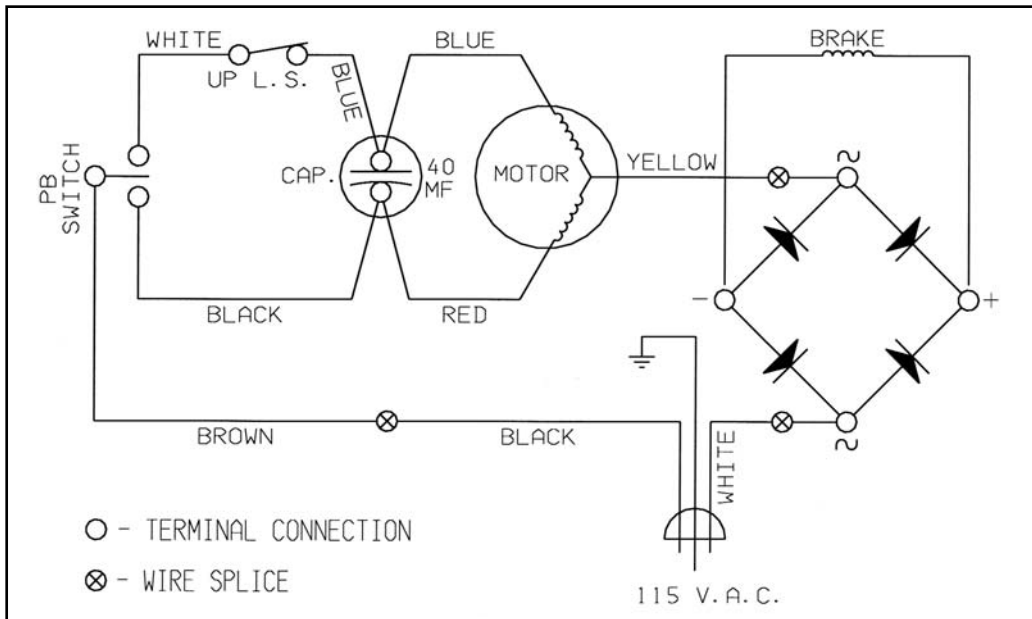 WHITE
BLUE
BRAKE
UP L.S.
BLUE
CAP.
40
MF
MOTOR
YELLOW
PB
SWITCH
-
+
BLACK
RED
BROWN
BLACK
WHITE
- TERMINAL CONNECTION
- WIRE SPLICE
115 V.A.C.